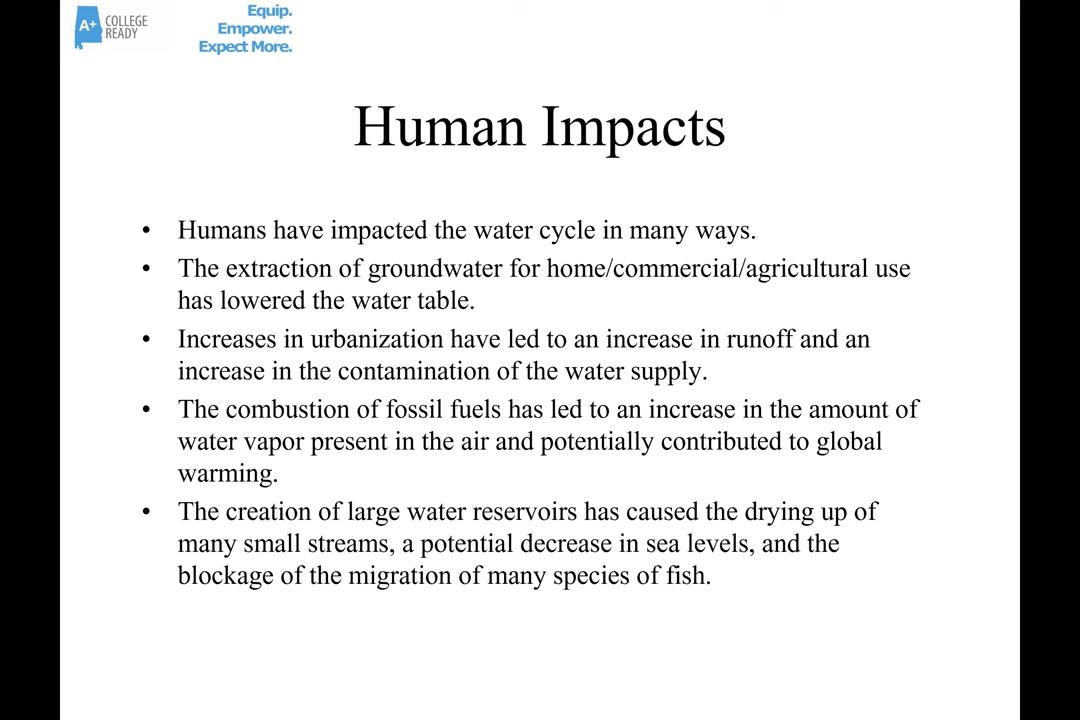 A+ COLLEGE
READY
Equip.
Empower.
Expect More.
Human Impacts
• Humans have impacted the water cycle in many ways.
• The extraction of groundwater for home/commercial/agricultural use
has lowered the water table.
• Increases in urbanization have led to an increase in runoff and an
increase in the contamination of the water supply.
• The combustion of fossil fuels has led to an increase in the amount of
water vapor present in the air and potentially contributed to global
warming.
• The creation of large water reservoirs has caused the drying up of
many small streams, a potential decrease in sea levels, and the
blockage of the migration of many species of fish.